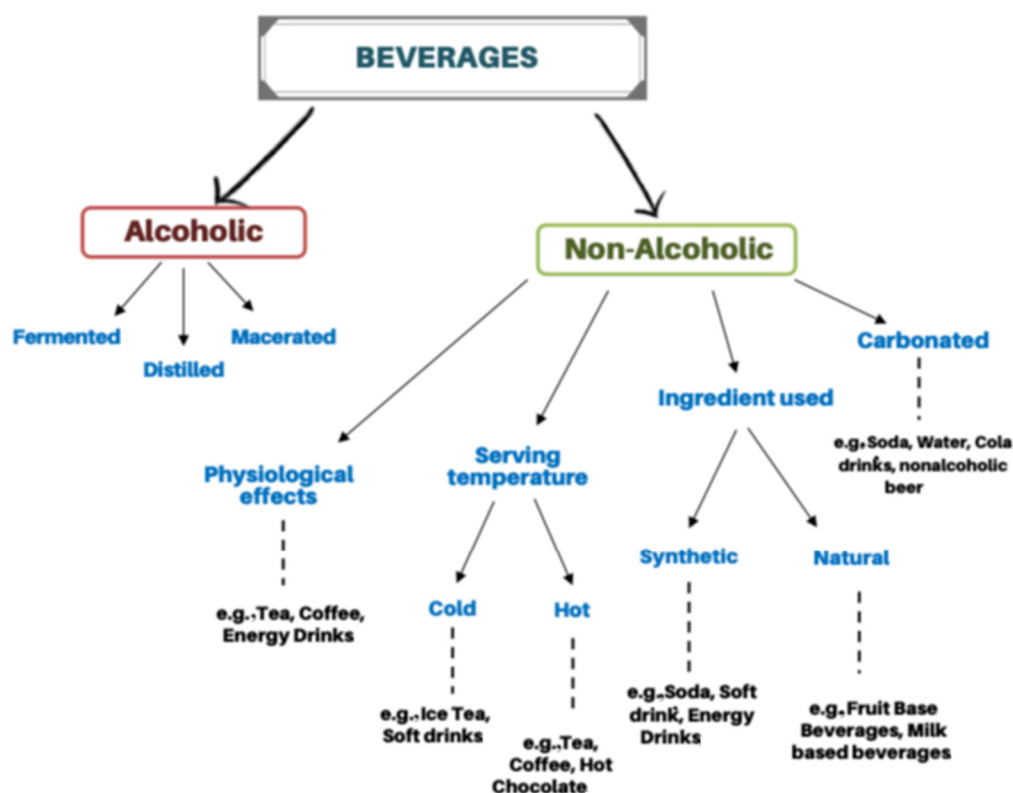 BEVERAGES
Alcoholic
Non-Alcoholic
Fermented
Distilled
Macerated
Carbonated
e.g., Soda, Water, Cola
drinks, nonalcoholic
beer
Ingredient used
Physiological
effects
e.g., Tea, Coffee,
Energy Drinks
Serving
temperature
Cold
e.g., Ice Tea,
Soft drinks
Hot
e.g., Tea,
Coffee, Hot
Chocolate
Synthetic
e.g., Soda, Soft
drink, Energy
Drinks
Natural
e.g, Fruit Base
Beverages, Milk
based beverages